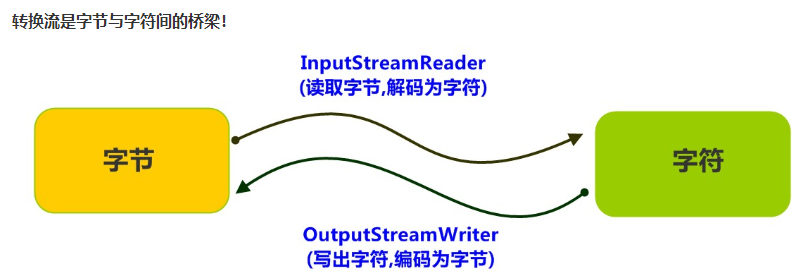 转换流是字节与字符间的桥梁!
InputStreamReader
(读取字节,解码为字符)
字节
字符
OutputStreamWriter
(写出字符,编码为字节)